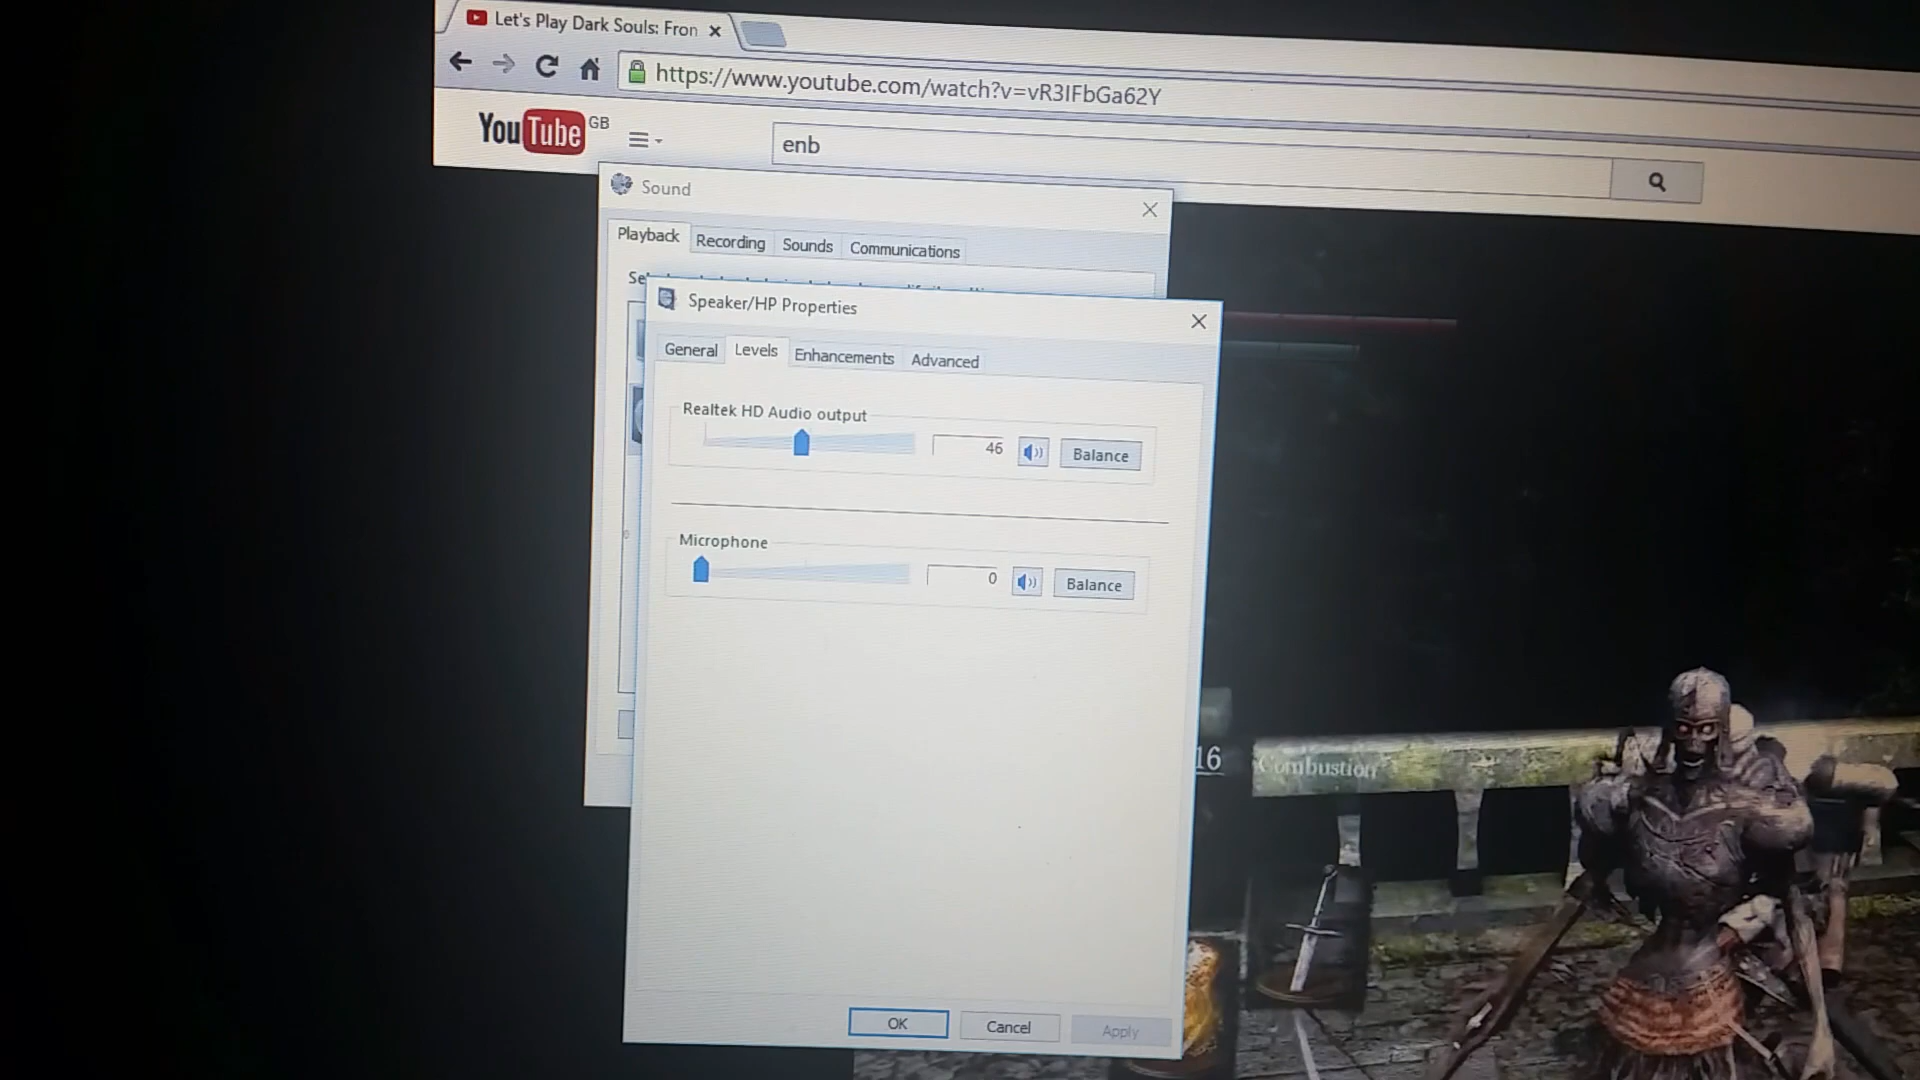 Let's Play Dark Souls: Fron
https://www.youtube.com/watch?v=vR3IFbGa62Y
YouTube GB
enb
Sound
Playback Recording Sounds Communications
Speaker/HP Properties
General Levels Enhancements Advanced
Realtek HD Audio output
46 Balance
Microphone
0 Balance
16 Combustion
OK Cancel Apply